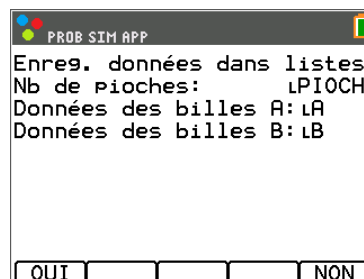 PROB SIM APP
Enreg. données dans listes
Nb de pioches: ʟPIOCH
Données des billes A: ʟA
Données des billes B: ʟB
OUI NON